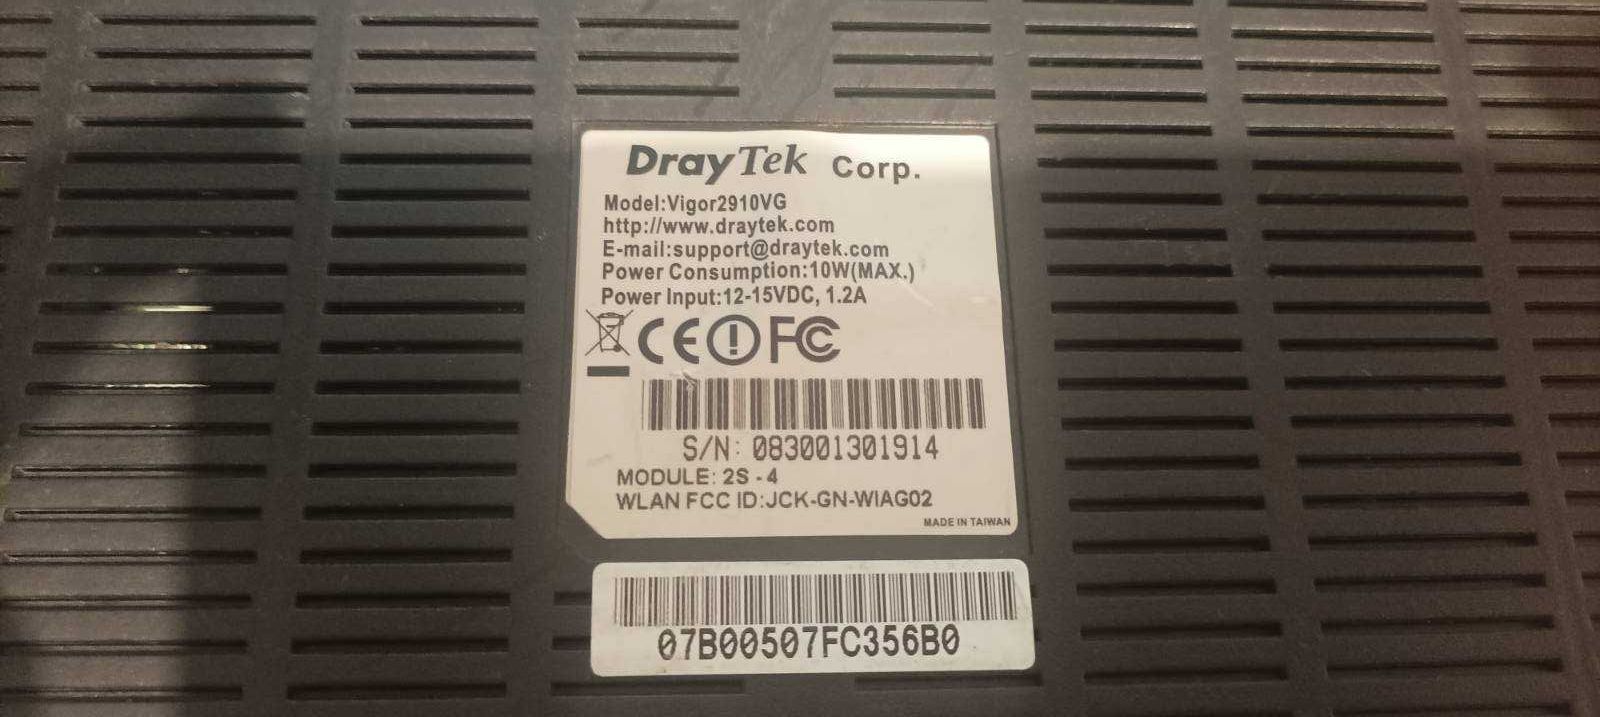 DrayTek Corp.
Model:Vigor2910VG
http://www.draytek.com
E-mail:support@draytek.com
Power Consumption:10W(MAX.)
Power Input:12-15VDC, 1.2A
CE FC
S/N: 083001301914
MODULE: 2S - 4
WLAN FCC ID:JCK-GN-WIAG02
MADE IN TAIWAN
07B00507FC356B0